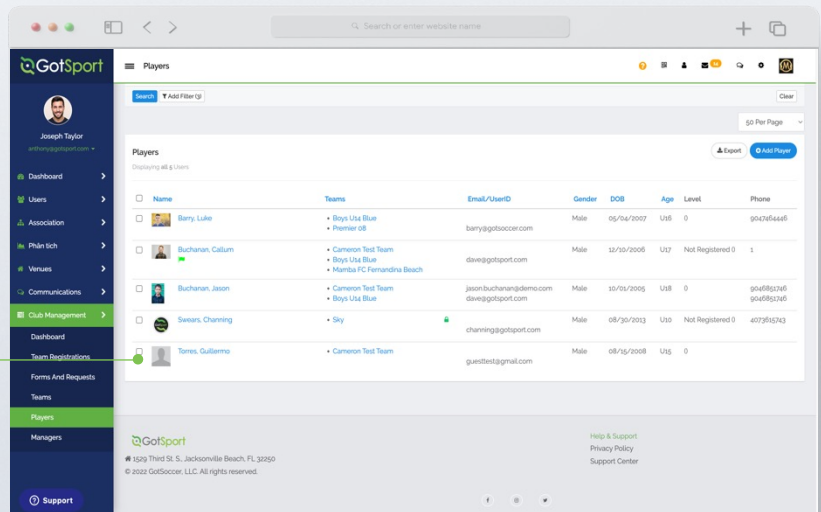 Search or enter website name
GotSport
Players
Joseph Taylor
anthony@gotsport.com
Dashboard
Users
Association
Phân tích
Venues
Communications
Club Management
Dashboard
Team Registrations
Forms And Requests
Teams
Players
Managers
Support
Search
Add Filter (3)
Clear
50 Per Page
Players
Displaying all 5 Users
Export
Add Player
Name Teams Email/UserID Gender DOB Age Level Phone
Barry, Luke • Boys U14 Blue Male 05/04/2007 U16 0 9047464446
• Premier 08 barry@gotsoccer.com
Buchanan, Callum • Cameron Test Team Male 12/10/2006 U17 Not Registered 0 1
• Boys U14 Blue dave@gotsport.com
• Mamba FC Fernandina Beach
Buchanan, Jason • Cameron Test Team jason.buchanan@demo.com Male 10/01/2005 U18 0 9046851746
• Boys U14 Blue dave@gotsport.com 9046851746
Swears, Channing • Sky Male 08/30/2013 U10 Not Registered 0 4073615743
channing@gotsport.com
Torres, Guillermo • Cameron Test Team Male 08/15/2008 U15 0
guesttest@gmail.com
GotSport
1529 Third St. S., Jacksonville Beach, FL 32250
© 2022 GotSoccer, LLC. All rights reserved.
Help & Support
Privacy Policy
Support Center